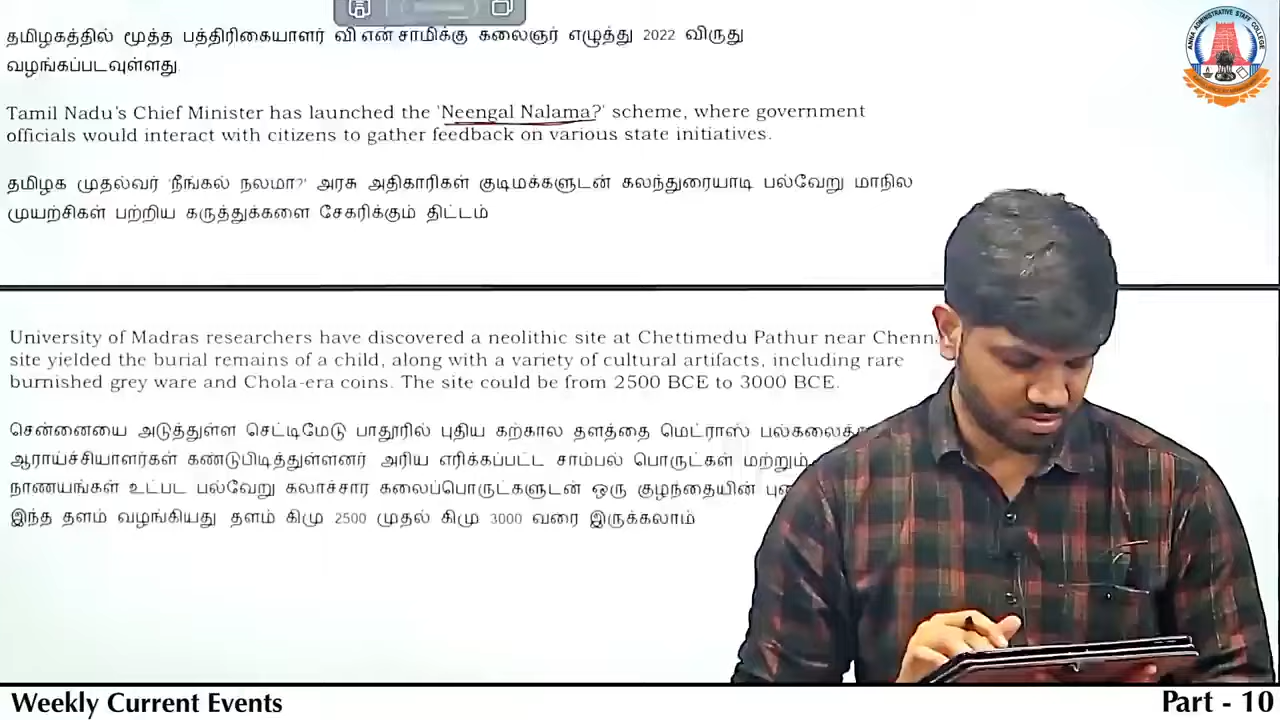 தமிழகத்தில் மூத்த பத்திரிகையாளர் வி என் சாமிக்கு கலைஞர் எழுத்து 2022 விருது
வழங்கப்படவுள்ளது.
Tamil Nadu's Chief Minister has launched the 'Neengal Nalama?' scheme, where government
officials would interact with citizens to gather feedback on various state initiatives.
தமிழக முதல்வர் 'நீங்கல் நலமா?' அரசு அதிகாரிகள் குடிமக்களுடன் கலந்துரையாடி பல்வேறு மாநில
முயற்சிகள் பற்றிய கருத்துக்களை சேகரிக்கும் திட்டம்
University of Madras researchers have discovered a neolithic site at Chettimedu Pathur near
site yielded the burial remains of a child, along with a variety of cultural artifacts, including rare
burnished grey ware and Chola-era coins. The site could be from 2500 BCE to 3000 BCE.
சென்னையை அடுத்துள்ள செட்டிமேடு பாதூரில் புதிய கற்கால தளத்தை மெட்ராஸ்
ஆராய்ச்சியாளர்கள் கண்டுபிடித்துள்ளனர் அரிய எரிக்கப்பட்ட சாம்பல் பொருட்கள் மற்றும்
நாணயங்கள் உட்பட பல்வேறு கலாச்சார கலைப்பொருட்களுடன் ஒரு குழந்தையின்
இந்த தளம் வழங்கியது தளம் கிமு 2500 முதல் கிமு 3000 வரை இருக்கலாம்
ANNA ADMINISTRATIVE STAFF COLLEGE
Weekly Current Events
Part - 10